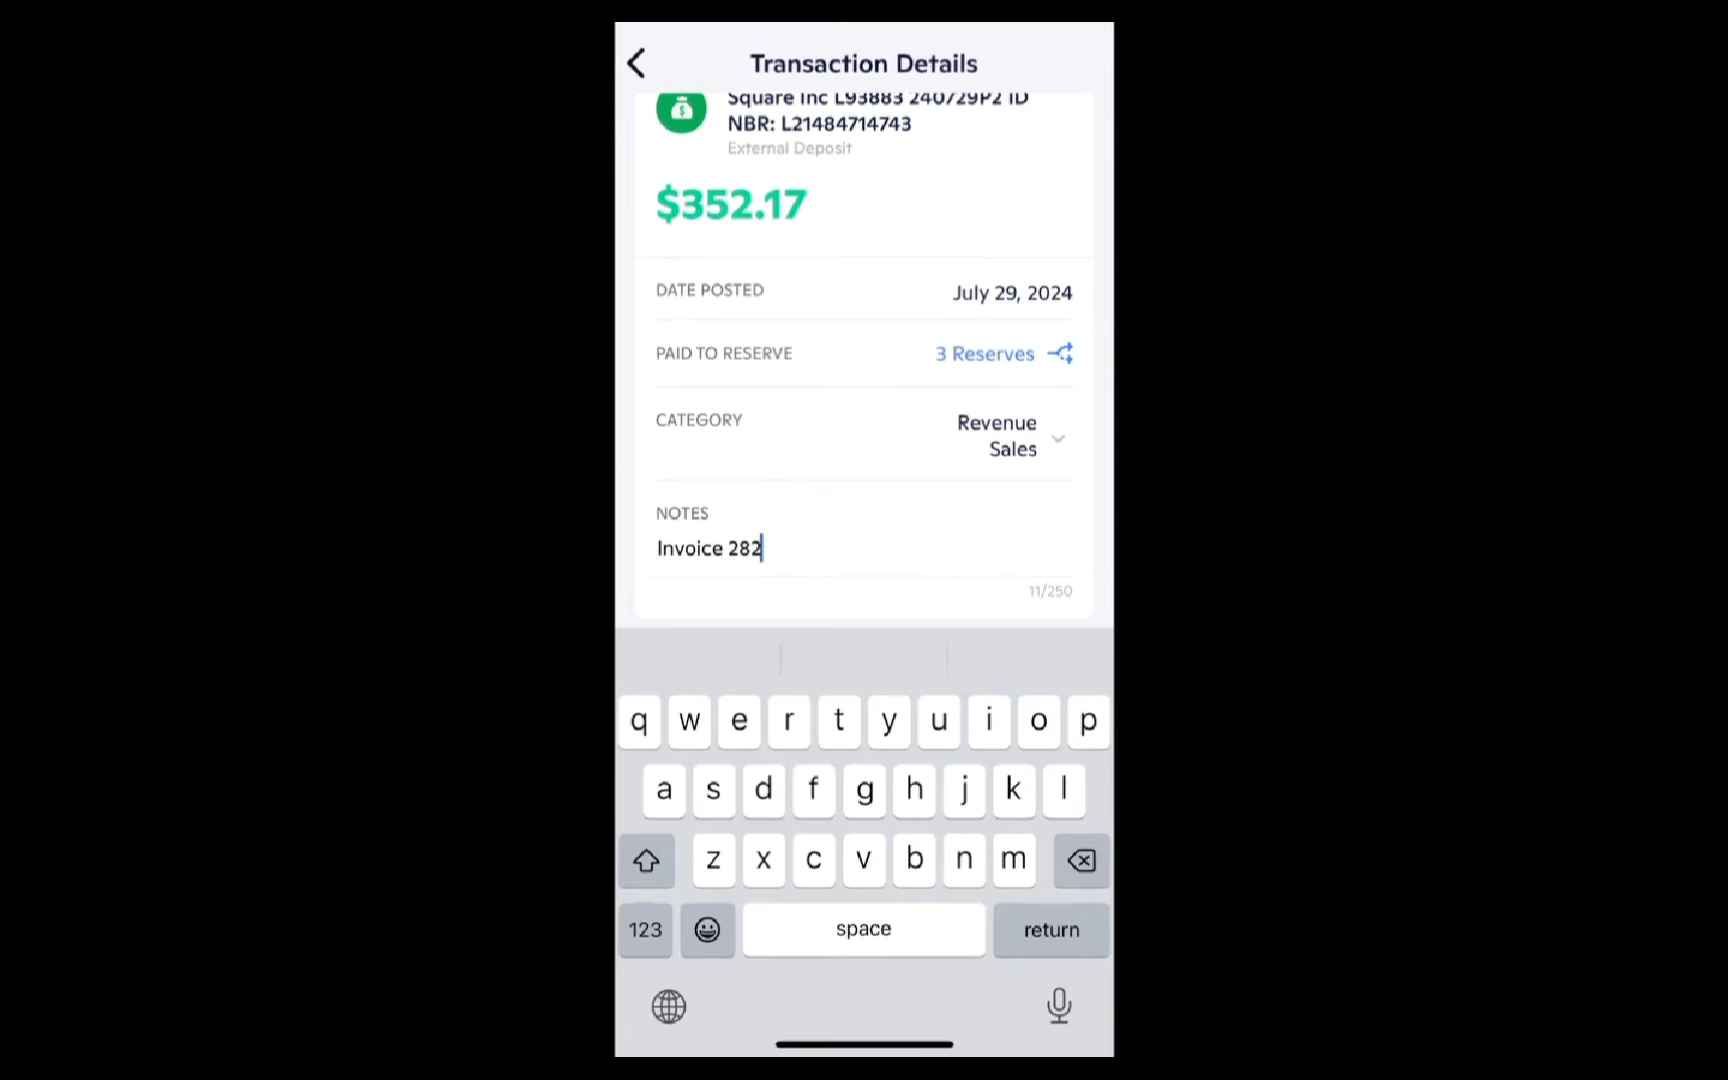 Transaction Details
Square Inc L93883 240729P2 ID
NBR: L21484714743
External Deposit
$352.17
DATE POSTED
July 29, 2024
PAID TO RESERVE
3 Reserves
CATEGORY
Revenue
Sales
NOTES
Invoice 282
11/250
q w e r t y u i o p
a s d f g h j k l
z x c v b n m
123 space return